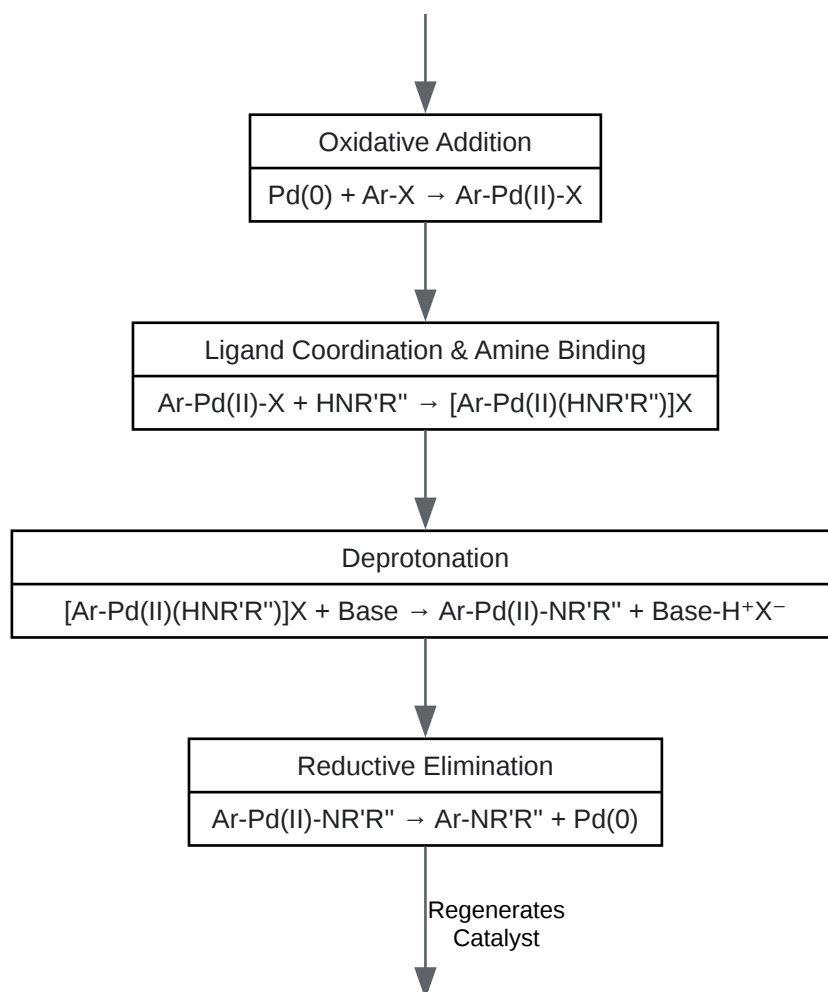 Oxidative Addition
Pd(0) + Ar-X → Ar-Pd(II)-X
Ligand Coordination & Amine Binding
Ar-Pd(II)-X + HNR'R'' → [Ar-Pd(II)(HNR'R'')]X
Deprotonation
[Ar-Pd(II)(HNR'R'')]X + Base → Ar-Pd(II)-NR'R'' + Base-H⁺X⁻
Reductive Elimination
Ar-Pd(II)-NR'R'' → Ar-NR'R'' + Pd(0)
Regenerates
Catalyst